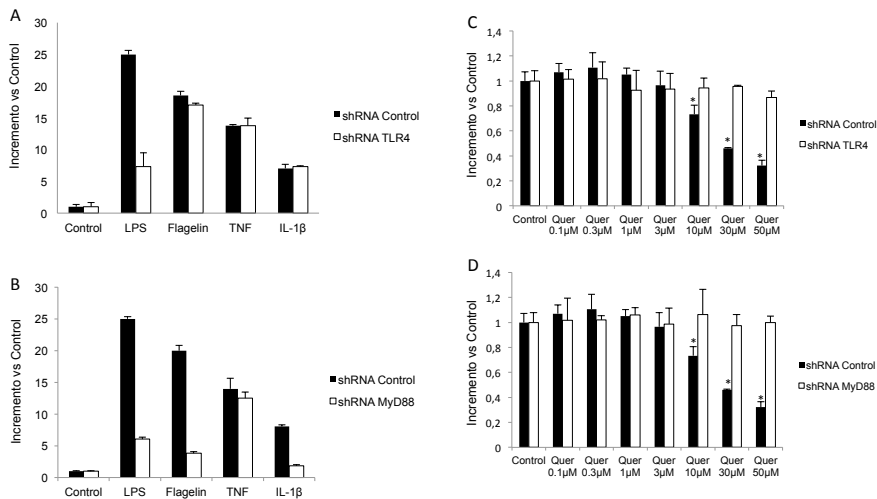 A
Incremento vs Control
30
25
20
15
10
5
0
Control LPS Flagelin TNF IL-1β
shRNA Control
shRNA TLR4
B
Incremento vs Control
30
25
20
15
10
5
0
Control LPS Flagelin TNF IL-1β
shRNA Control
shRNA MyD88
C
Incremento vs Control
1,4
1,2
1
0,8
0,6
0,4
0,2
0
* * *
Control Quer Quer Quer Quer Quer Quer Quer
0.1μM 0.3μM 1μM 3μM 10μM 30μM 50μM
shRNA Control
shRNA TLR4
D
Incremento vs Control
1,4
1,2
1
0,8
0,6
0,4
0,2
0
* * *
Control Quer Quer Quer Quer Quer Quer Quer
0.1μM 0.3μM 1μM 3μM 10μM 30μM 50μM
shRNA Control
shRNA MyD88